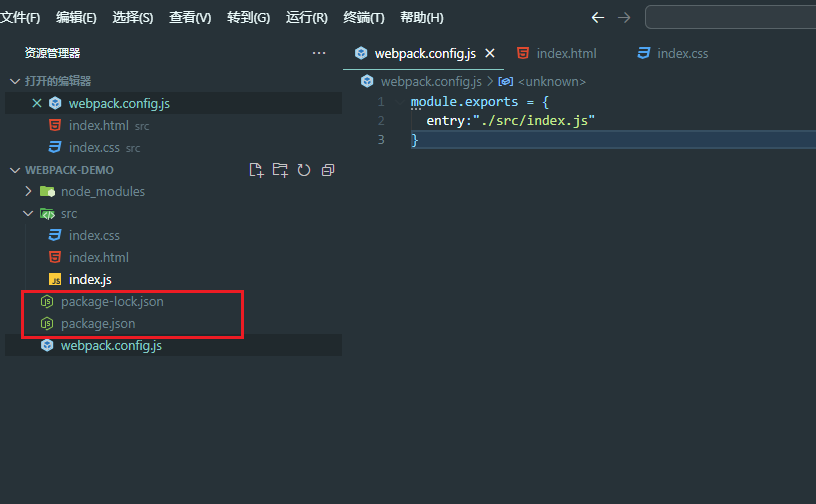 文件(F) 编辑(E) 选择(S) 查看(V) 转到(G) 运行(R) 终端(T) 帮助(H)
资源管理器
打开的编辑器
webpack.config.js
index.html src
index.css src
WEBPACK-DEMO
node_modules
src
index.css
index.html
index.js
package-lock.json
package.json
webpack.config.js
webpack.config.js index.html index.css
webpack.config.js > <unknown>
1 module.exports = {
2 entry:"./src/index.js"
3 }